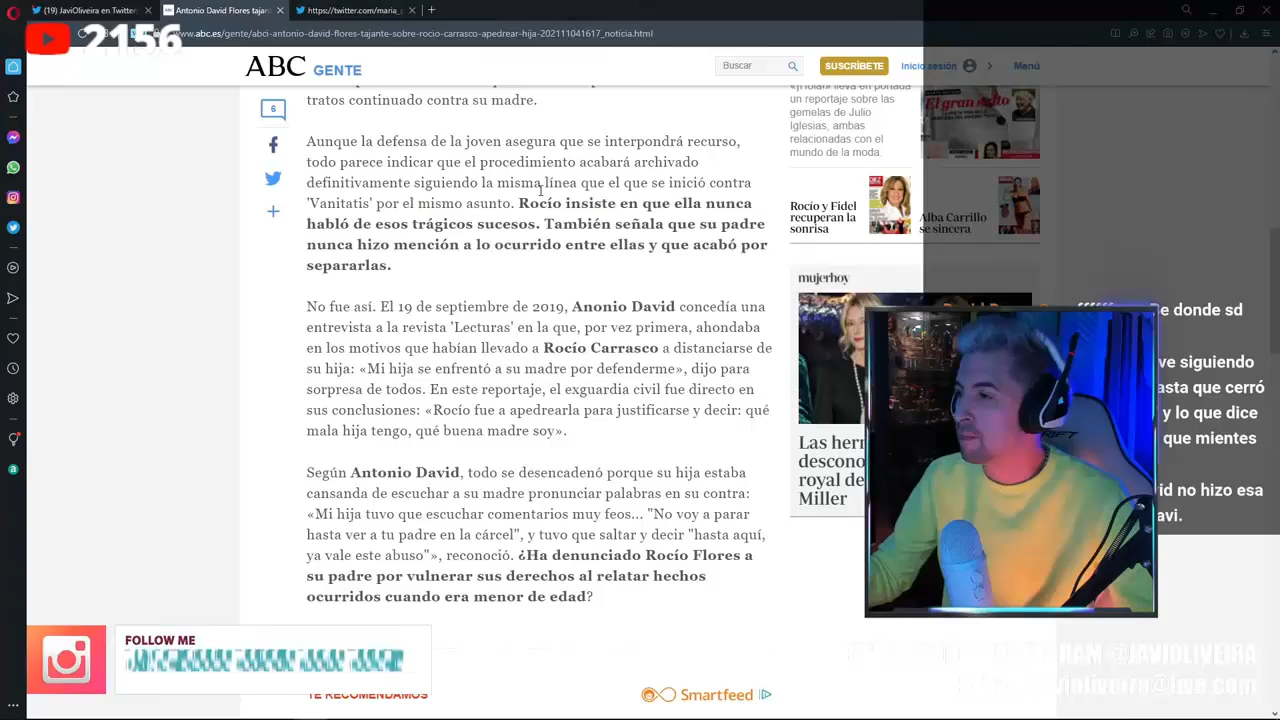 (19) JaviOliveira en Twitter:
Antonio David Flores tajan
https://twitter.com/maria_
www.abc.es/gente/abci-antonio-david-flores-tajante-sobre-rocio-carrasco-apedrear-hija-202111041617_noticia.html
2156
ABC GENTE
Buscar
SUSCRÍBETE
Inicio sesión
Menú
6
tratos continuado contra su madre.
Aunque la defensa de la joven asegura que se interpondrá recurso,
todo parece indicar que el procedimiento acabará archivado
definitivamente siguiendo la misma línea que el que se inició contra
'Vanitatis' por el mismo asunto. Rocío insiste en que ella nunca
habló de esos trágicos sucesos. También señala que su padre
nunca hizo mención a lo ocurrido entre ellas y que acabó por
separarlas.
No fue así. El 19 de septiembre de 2019, Anonio David concedía una
entrevista a la revista 'Lecturas' en la que, por vez primera, ahondaba
en los motivos que habían llevado a Rocío Carrasco a distanciarse de
su hija: «Mi hija se enfrentó a su madre por defenderme», dijo para
sorpresa de todos. En este reportaje, el exguardia civil fue directo en
sus conclusiones: «Rocío fue a apedrearla para justificarse y decir: qué
mala hija tengo, qué buena madre soy».
Según Antonio David, todo se desencadenó porque su hija estaba
cansanda de escuchar a su madre pronunciar palabras en su contra:
«Mi hija tuvo que escuchar comentarios muy feos... "No voy a parar
hasta ver a tu padre en la cárcel", y tuvo que saltar y decir "hasta aquí,
ya vale este abuso"», reconoció. ¿Ha denunciado Rocío Flores a
su padre por vulnerar sus derechos al relatar hechos
ocurridos cuando era menor de edad?
«¡Hola!» lleva en portada
un reportaje sobre las
gemelas de Julio
Iglesias, ambas
relacionadas con el
mundo de la moda.
El gran salto
Rocío y Fidel
recuperan la
sonrisa
Alba Carrillo
se sincera
mujerhoy
Las herm
descono
royal de
Miller
e donde sd
ve siguiendo
asta que cerró
y lo que dice
que mientes
id no hizo esa
avi.
FOLLOW ME
TE RECOMENDAMOS
Smartfeed
@JAVIOLIVEIRA
javioliveira@live.com